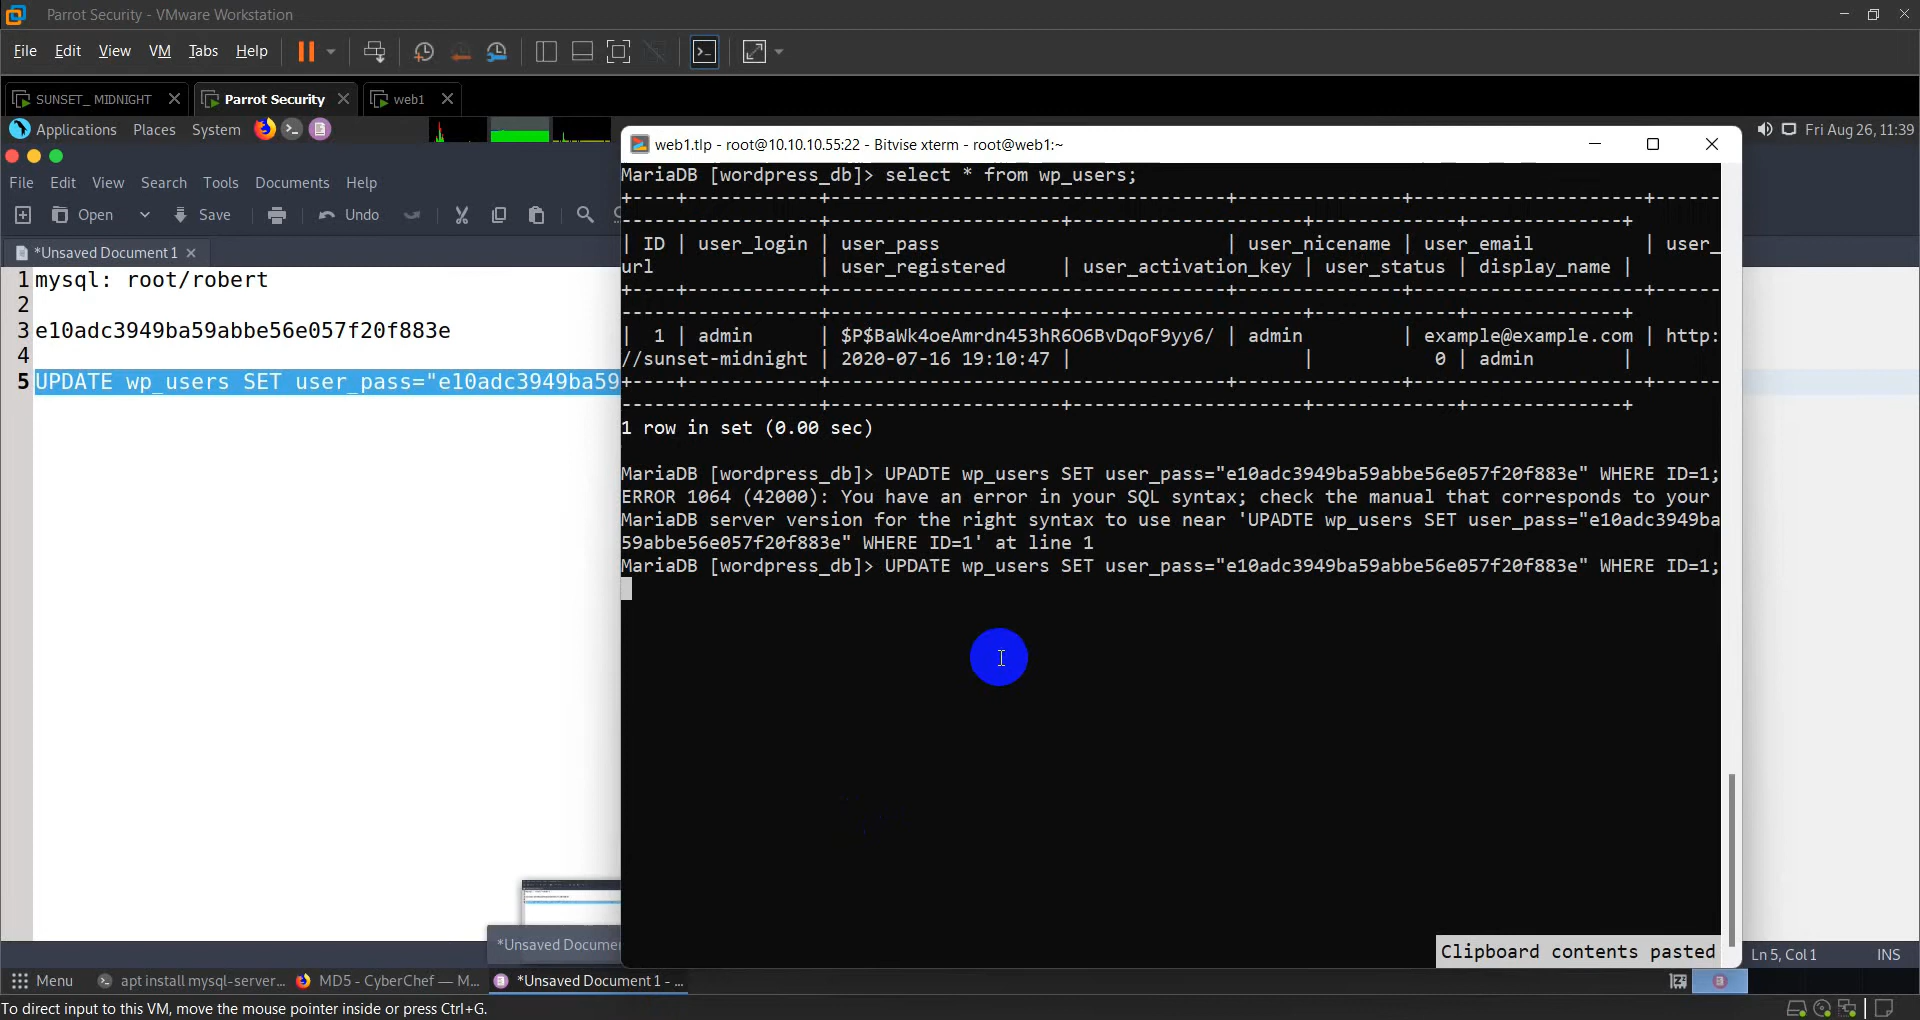 Parrot Security - VMware Workstation
File Edit View VM Tabs Help
SUNSET_ MIDNIGHT Parrot Security web1
Applications Places System Fri Aug 26, 11:39
web1.tlp - root@10.10.10.55:22 - Bitvise xterm - root@web1:~
File Edit View Search Tools Documents Help
Open Save Undo
*Unsaved Document 1
1 mysql: root/robert
2
3 e10adc3949ba59abbe56e057f20f883e
4
5 UPDATE wp_users SET user_pass="e10adc3949ba59
MariaDB [wordpress_db]> select * from wp_users;
+----+------------+------------------------------------+---------------+---------------------+------
------------------+---------------------+---------------------+-------------+--------------+
| ID | user_login | user_pass | user_nicename | user_email | user_
url | user_registered | user_activation_key | user_status | display_name |
+----+------------+------------------------------------+---------------+---------------------+------
------------------+---------------------+---------------------+-------------+--------------+
| 1 | admin | $P$BaWk4oeAmrdn453hR6O6BvDqoF9yy6/ | admin | example@example.com | http:
//sunset-midnight | 2020-07-16 19:10:47 | | 0 | admin |
+----+------------+------------------------------------+---------------+---------------------+------
------------------+---------------------+---------------------+-------------+--------------+
1 row in set (0.00 sec)
MariaDB [wordpress_db]> UPADTE wp_users SET user_pass="e10adc3949ba59abbe56e057f20f883e" WHERE ID=1;
ERROR 1064 (42000): You have an error in your SQL syntax; check the manual that corresponds to your
MariaDB server version for the right syntax to use near 'UPADTE wp_users SET user_pass="e10adc3949ba
59abbe56e057f20f883e" WHERE ID=1' at line 1
MariaDB [wordpress_db]> UPDATE wp_users SET user_pass="e10adc3949ba59abbe56e057f20f883e" WHERE ID=1;
*Unsaved Docume
Clipboard contents pasted
Ln 5, Col 1 INS
Menu apt install mysql-server... MD5 - CyberChef — M... *Unsaved Document 1 - ...
To direct input to this VM, move the mouse pointer inside or press Ctrl+G.